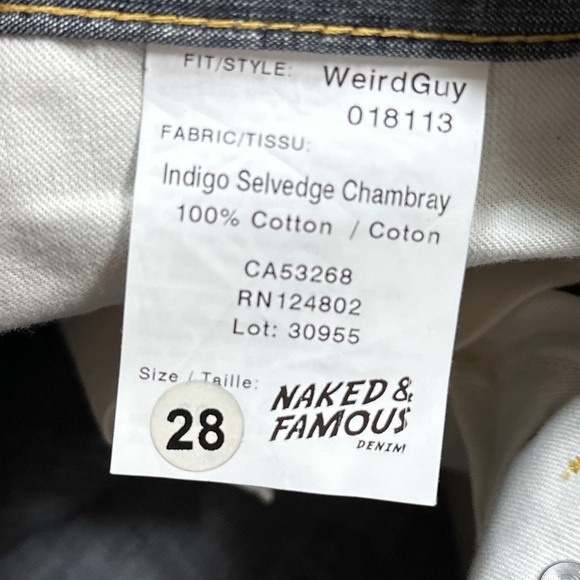 FIT/STYLE: WeirdGuy
018113
FABRIC/TISSU:
Indigo Selvedge Chambray
100% Cotton / Coton
CA53268
RN124802
Lot: 30955
Size / Taille:
28
NAKED &
FAMOUS
DENIM